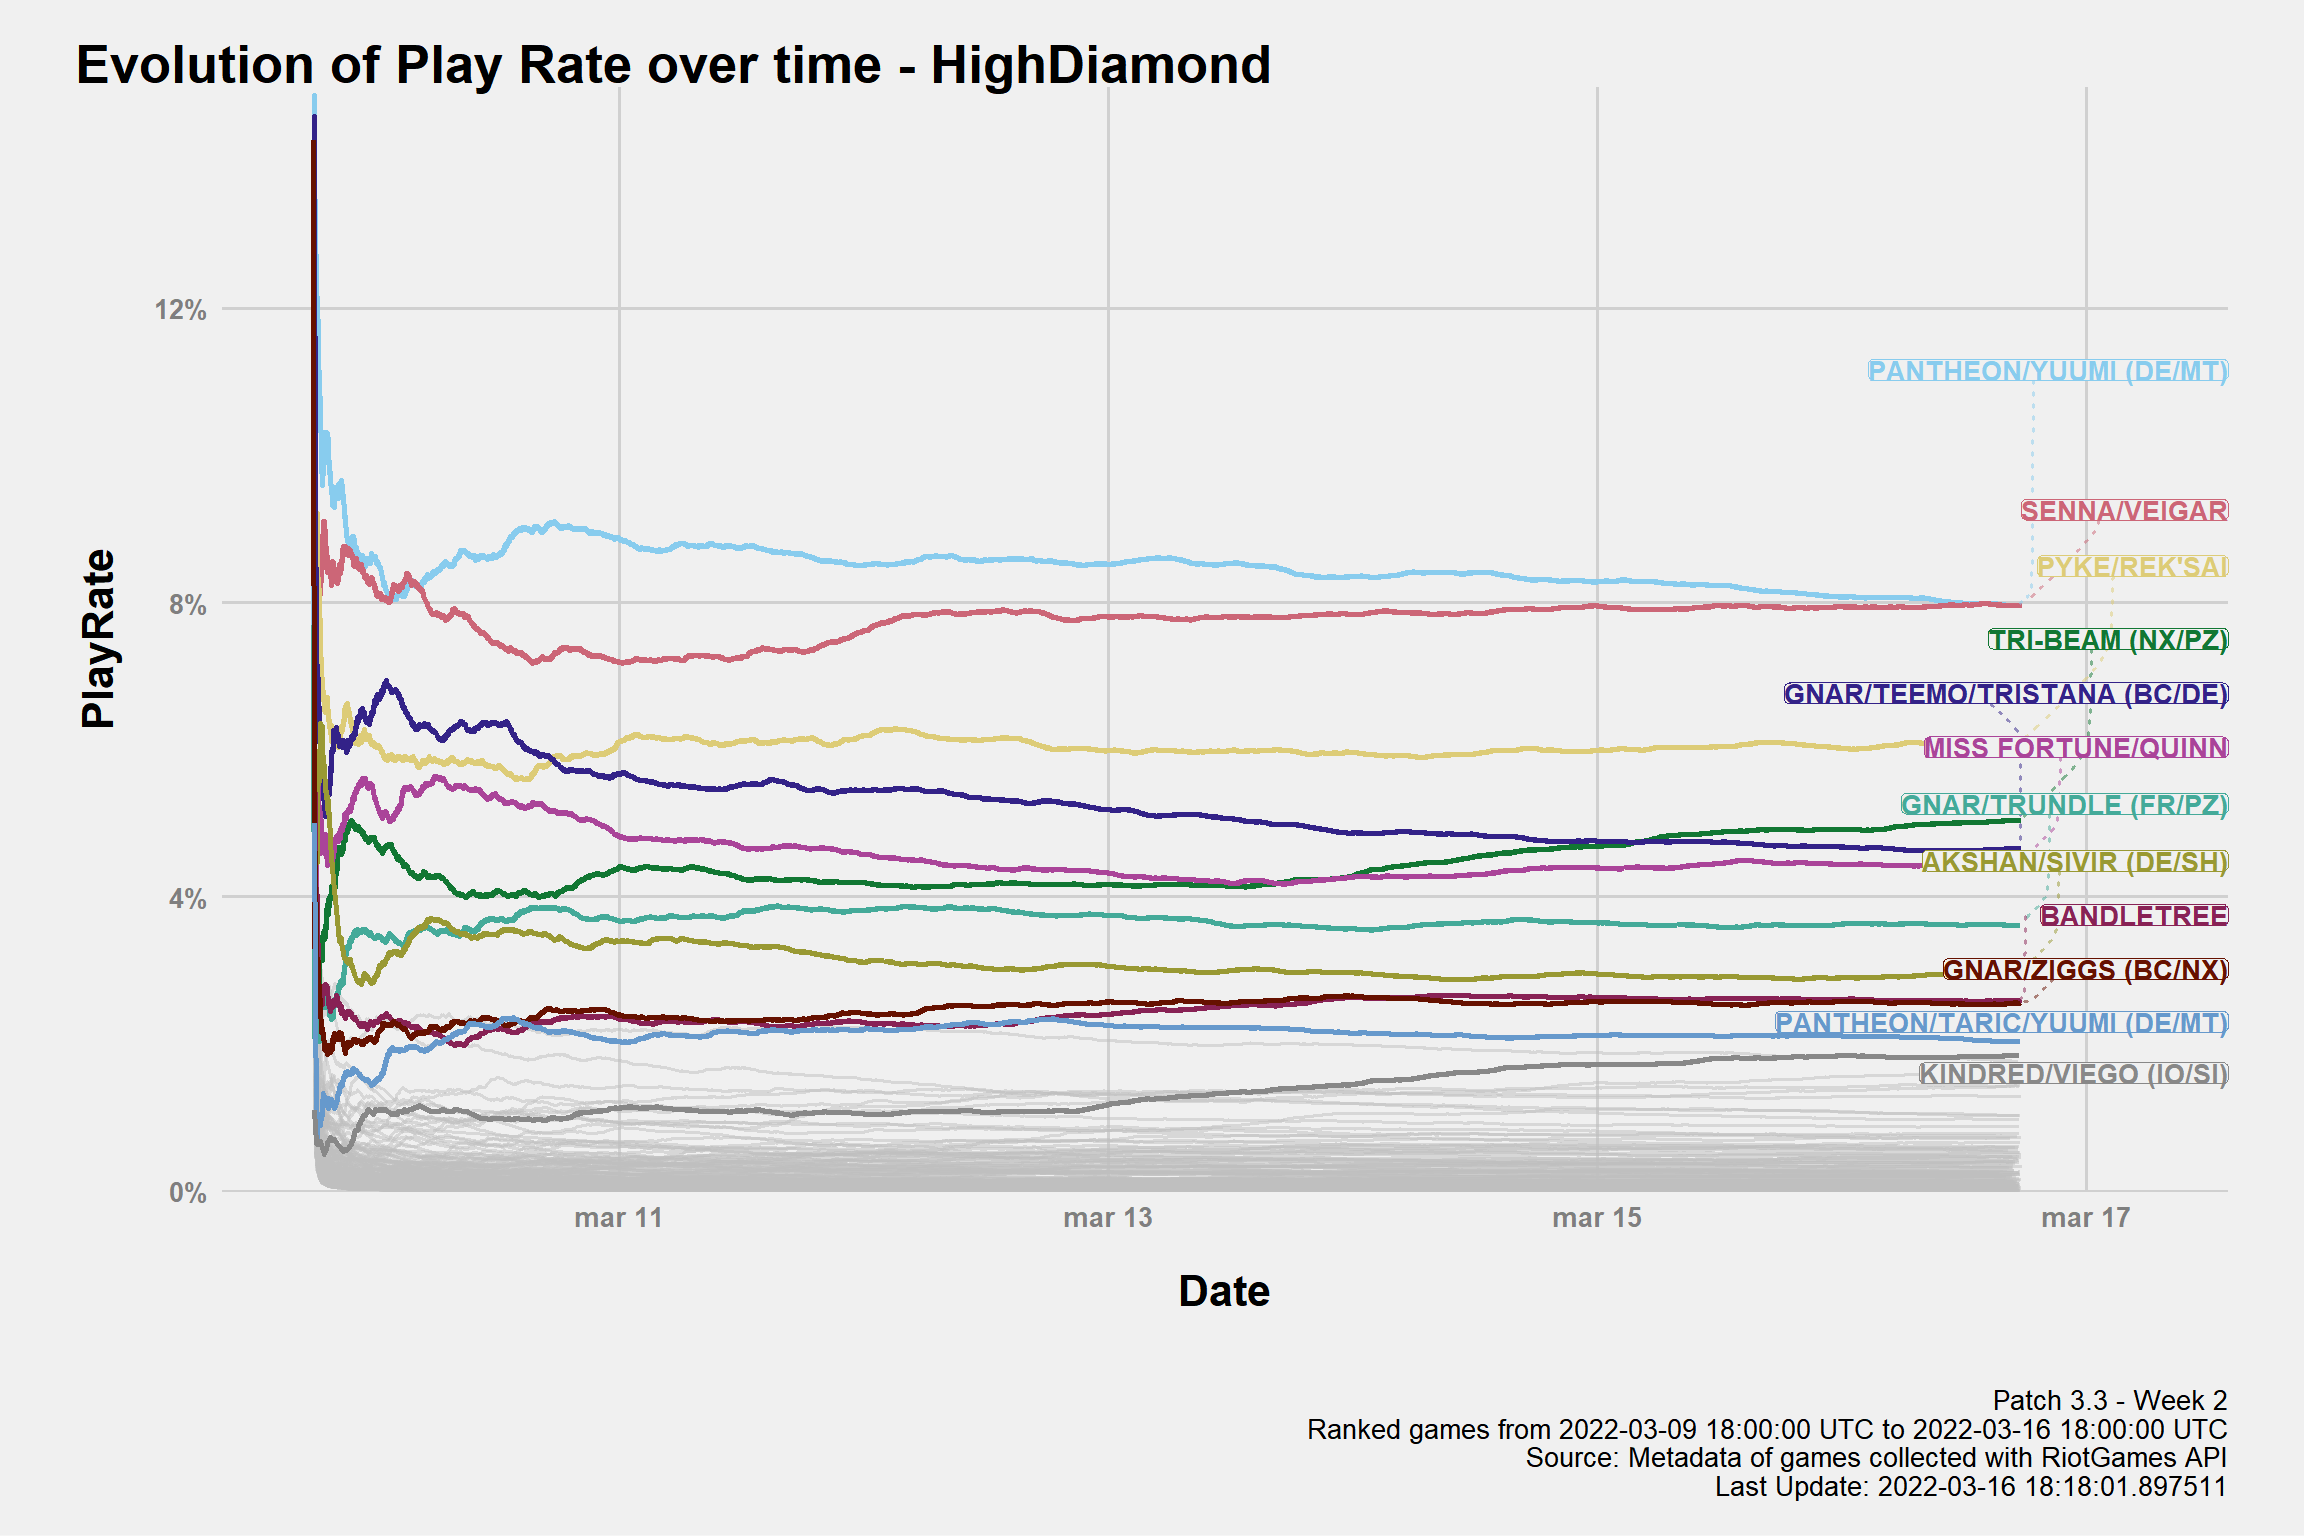 Evolution of Play Rate over time - HighDiamond
PlayRate
12%
8%
4%
0%
PANTHEON/YUUMI (DE/MT)
SENNA/VEIGAR
PYKE/REK'SAI
TRI-BEAM (NX/PZ)
GNAR/TEEMO/TRISTANA (BC/DE)
MISS FORTUNE/QUINN
GNAR/TRUNDLE (FR/PZ)
AKSHAN/SIVIR (DE/SH)
BANDLETREE
GNAR/ZIGGS (BC/NX)
PANTHEON/TARIC/YUUMI (DE/MT)
KINDRED/VIEGO (IO/SI)
mar 11
mar 13
mar 15
mar 17
Date
Patch 3.3 - Week 2
Ranked games from 2022-03-09 18:00:00 UTC to 2022-03-16 18:00:00 UTC
Source: Metadata of games collected with RiotGames API
Last Update: 2022-03-16 18:18:01.897511